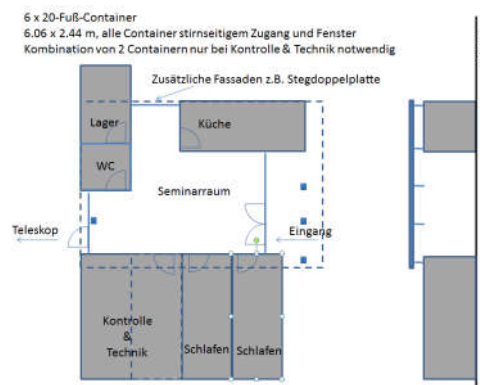 6 x 20-Fuß-Container
6.06 x 2.44 m, alle Container stirnseitigem Zugang und Fenster
Kombination von 2 Containern nur bei Kontrolle & Technik notwendig
Zusätzliche Fassaden z.B. Stegdoppelplatte
Lager
Küche
WC
Seminarraum
Teleskop
Eingang
Kontrolle
&
Technik
Schlafen
Schlafen